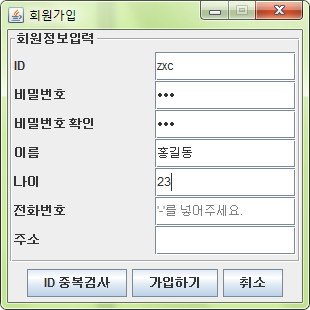 회원가입
회원정보입력
ID zxc
비밀번호 •••
비밀번호 확인 •••
이름 홍길동
나이 23
전화번호 '-'를 넣어주세요.
주소
ID 중복검사 가입하기 취소